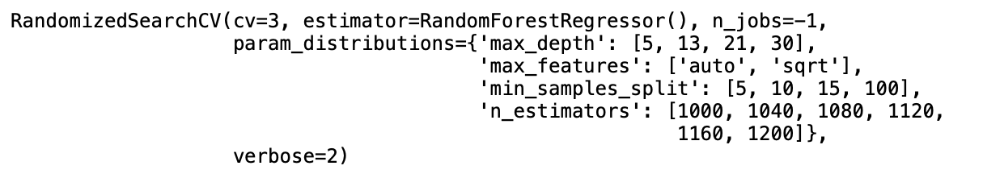 RandomizedSearchCV(cv=3, estimator=RandomForestRegressor(), n_jobs=-1,
                   param_distributions={'max_depth': [5, 13, 21, 30],
                                        'max_features': ['auto', 'sqrt'],
                                        'min_samples_split': [5, 10, 15, 100],
                                        'n_estimators': [1000, 1040, 1080, 1120,
                                                         1160, 1200]},
                   verbose=2)